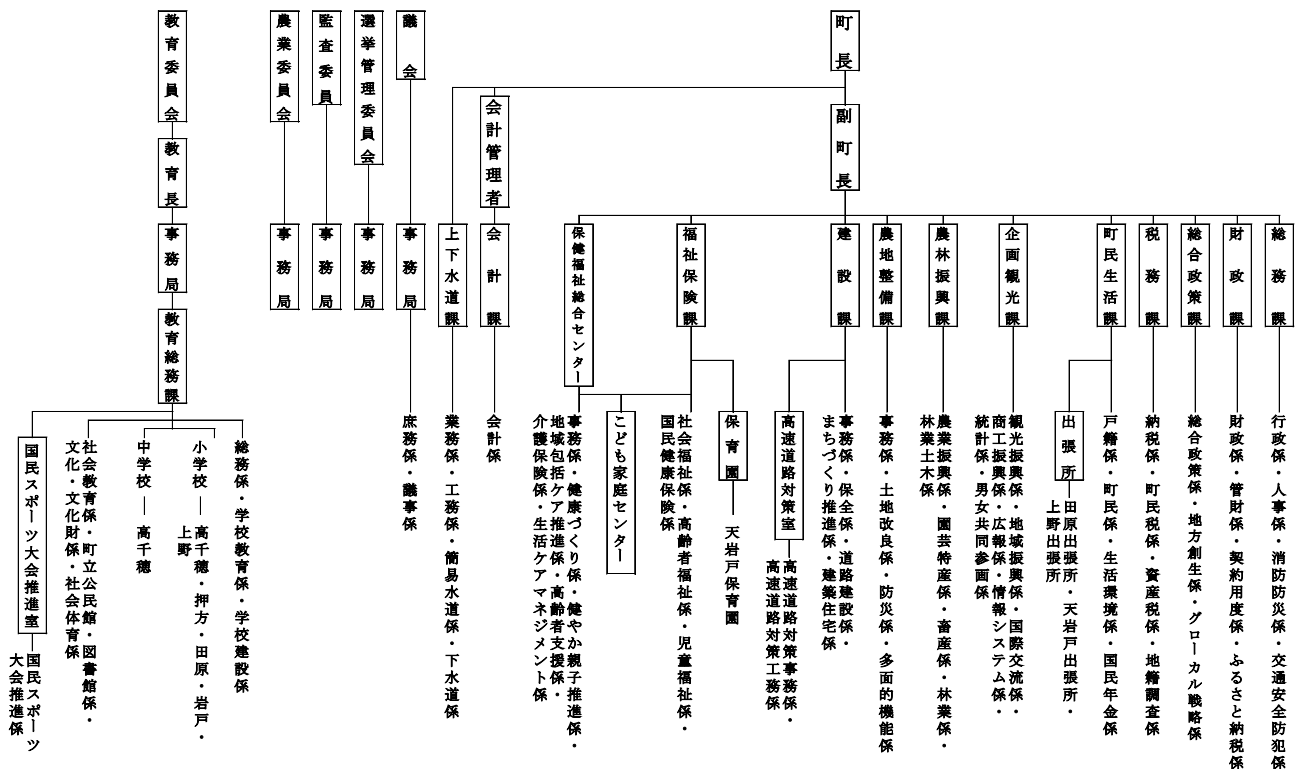 町長
副町長
総務課
行政係・人事係・消防防災係・交通安全防犯係
財政課
財政係・管財係・契約用度係・ふるさと納税係
総合政策課
総合政策係・地方創生係・グローカル戦略係
税務課
納税係・町民税係・資産税係・地籍調査係
町民生活課
戸籍係・町民係・生活環境係・国民年金係
出張所
田原出張所・天岩戸出張所・
上野出張所
企画観光課
観光振興係・地域振興係・国際交流係・
商工振興係・広報係・情報システム係・
統計係・男女共同参画係
農林振興課
農業振興係・園芸特産係・畜産係・林業係・
林業土木係
農地整備課
事務係・土地改良係・防災係・多面的機能係
建設課
事務係・保全係・道路建設係・
まちづくり推進係・建築住宅係
高速道路対策室
高速道路対策事務係・
高速道路対策工務係
福祉保険課
保育園
天岩戸保育園
社会福祉係・高齢者福祉係・児童福祉係・
国民健康保険係
こども家庭センター
保健福祉総合センター
事務係・健康づくり係・健やか親子推進係・
地域包括ケア推進係・高齢者支援係・
介護保険係・生活ケアマネジメント係
会計管理者
会計課
会計係
上下水道課
業務係・工務係・簡易水道係・下水道係
議会
事務局
庶務係・議事係
選挙管理委員会
事務局
監査委員
事務局
農業委員会
事務局
教育委員会
教育長
事務局
教育総務課
総務係・学校教育係・学校建設係
小学校
高千穂・押方・田原・岩戸・
上野
中学校
高千穂
社会教育係・町立公民館・図書館係・
文化・文化財係・社会体育係
国民スポーツ大会推進室
国民スポーツ
大会推進係